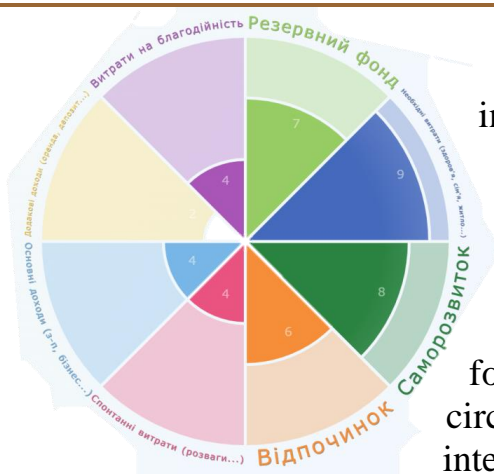 Резервний фонд
Необхідні витрати (здоров'я, сім'я, житло...)
Саморозвиток
Відпочинок
Спонтанні витрати (розваги...)
Основні доходи (з-п, бізнес...)
Додакові доходи (оренда, депозит...)
Витрати на благодійність
7
9
8
6
4
4
2
4
in
fo
circ
inte